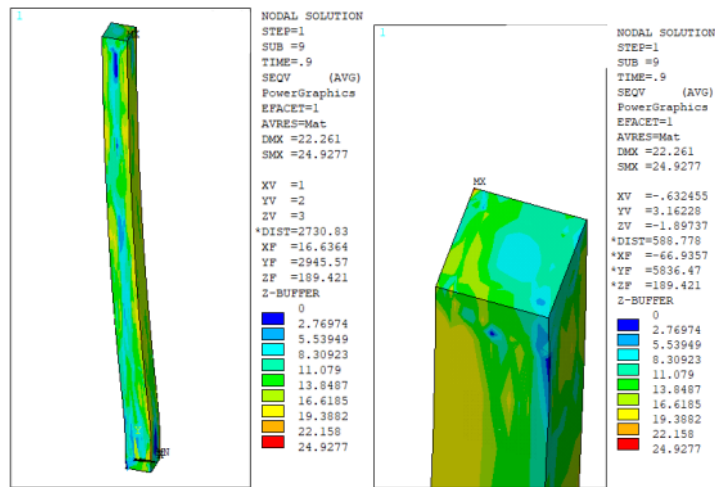 1
NODAL SOLUTION
STEP=1
SUB =9
TIME=.9
SEQV (AVG)
PowerGraphics
EFACET=1
AVRES=Mat
DMX =22.261
SMX =24.9277
XV =1
YV =2
ZV =3
*DIST=2730.83
XF =16.6364
YF =2945.57
ZF =189.421
Z-BUFFER
0
2.76974
5.53949
8.30923
11.079
13.8487
16.6185
19.3882
22.158
24.9277
MX
1
NODAL SOLUTION
STEP=1
SUB =9
TIME=.9
SEQV (AVG)
PowerGraphics
EFACET=1
AVRES=Mat
DMX =22.261
SMX =24.9277
XV =-.632455
YV =3.16228
ZV =-1.89737
*DIST=588.778
*XF =-66.9357
*YF =5836.47
*ZF =189.421
Z-BUFFER
0
2.76974
5.53949
8.30923
11.079
13.8487
16.6185
19.3882
22.158
24.9277
MX